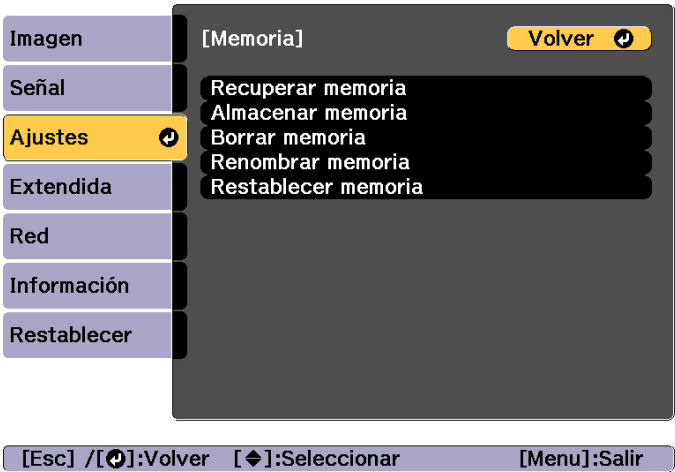 Imagen
Señal
Ajustes
Extendida
Red
Información
Restablecer
[Memoria]
Volver
Recuperar memoria
Almacenar memoria
Borrar memoria
Renombrar memoria
Restablecer memoria
[Esc] /[↵]:Volver [◆]:Seleccionar [Menu]:Salir